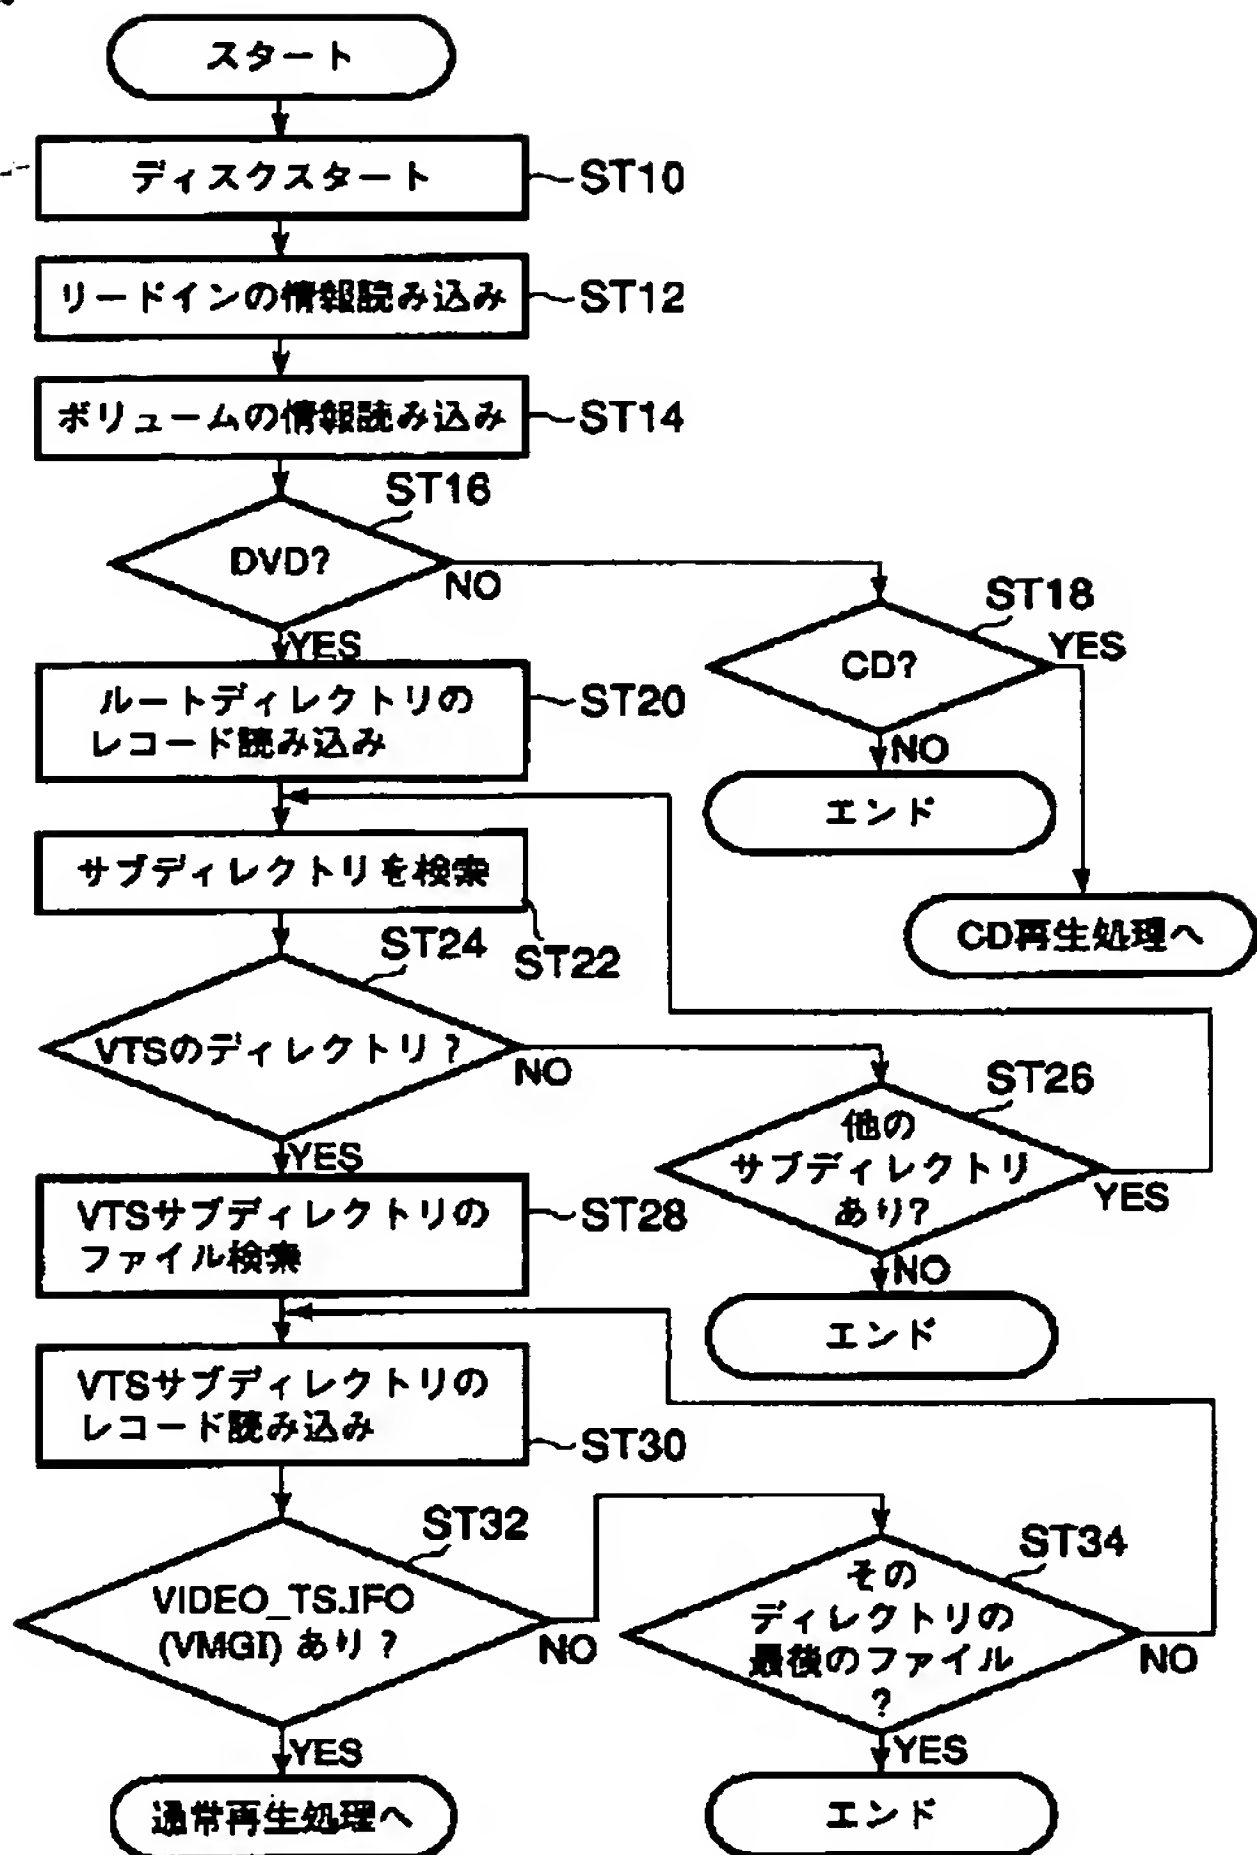 スタート
ディスクスタート
ST10
リードインの情報読み込み
ST12
ボリュームの情報読み込み
ST14
ST16
DVD?
NO
YES
ST18
CD?
YES
NO
エンド
CD再生処理へ
ルートディレクトリの
レコード読み込み
ST20
サブディレクトリを検索
ST22
ST24
VTSのディレクトリ?
NO
YES
ST26
他の
サブディレクトリ
あり?
YES
NO
エンド
VTSサブディレクトリの
ファイル検索
ST28
VTSサブディレクトリの
レコード読み込み
ST30
ST32
VIDEO_TS.IFO
(VMGI) あり?
NO
YES
通常再生処理へ
ST34
その
ディレクトリの
最後のファイル
?
NO
YES
エンド